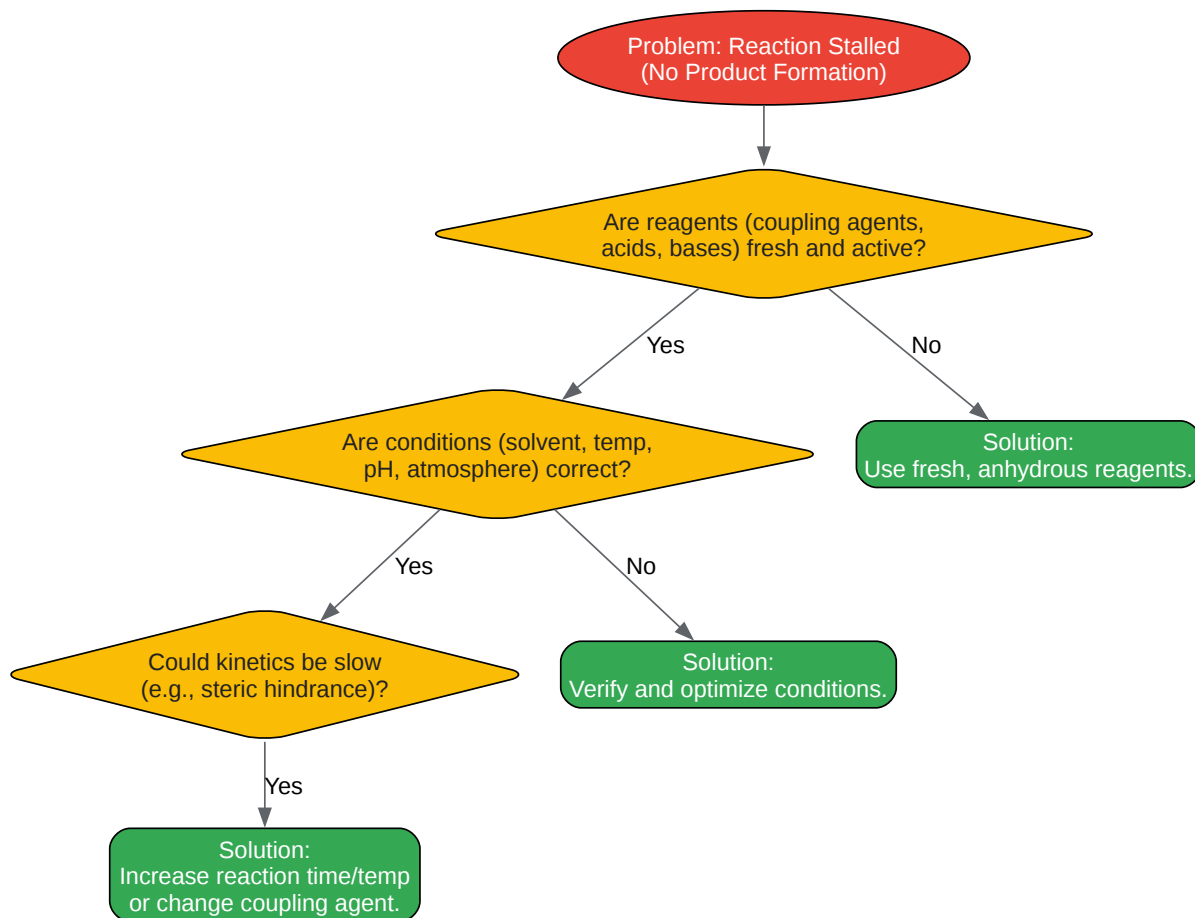 Problem: Reaction Stalled
(No Product Formation)
Are reagents (coupling agents,
acids, bases) fresh and active?
Yes
No
Are conditions (solvent, temp,
pH, atmosphere) correct?
Solution:
Use fresh, anhydrous reagents.
Yes
No
Could kinetics be slow
(e.g., steric hindrance)?
Solution:
Verify and optimize conditions.
Yes
Solution:
Increase reaction time/temp
or change coupling agent.